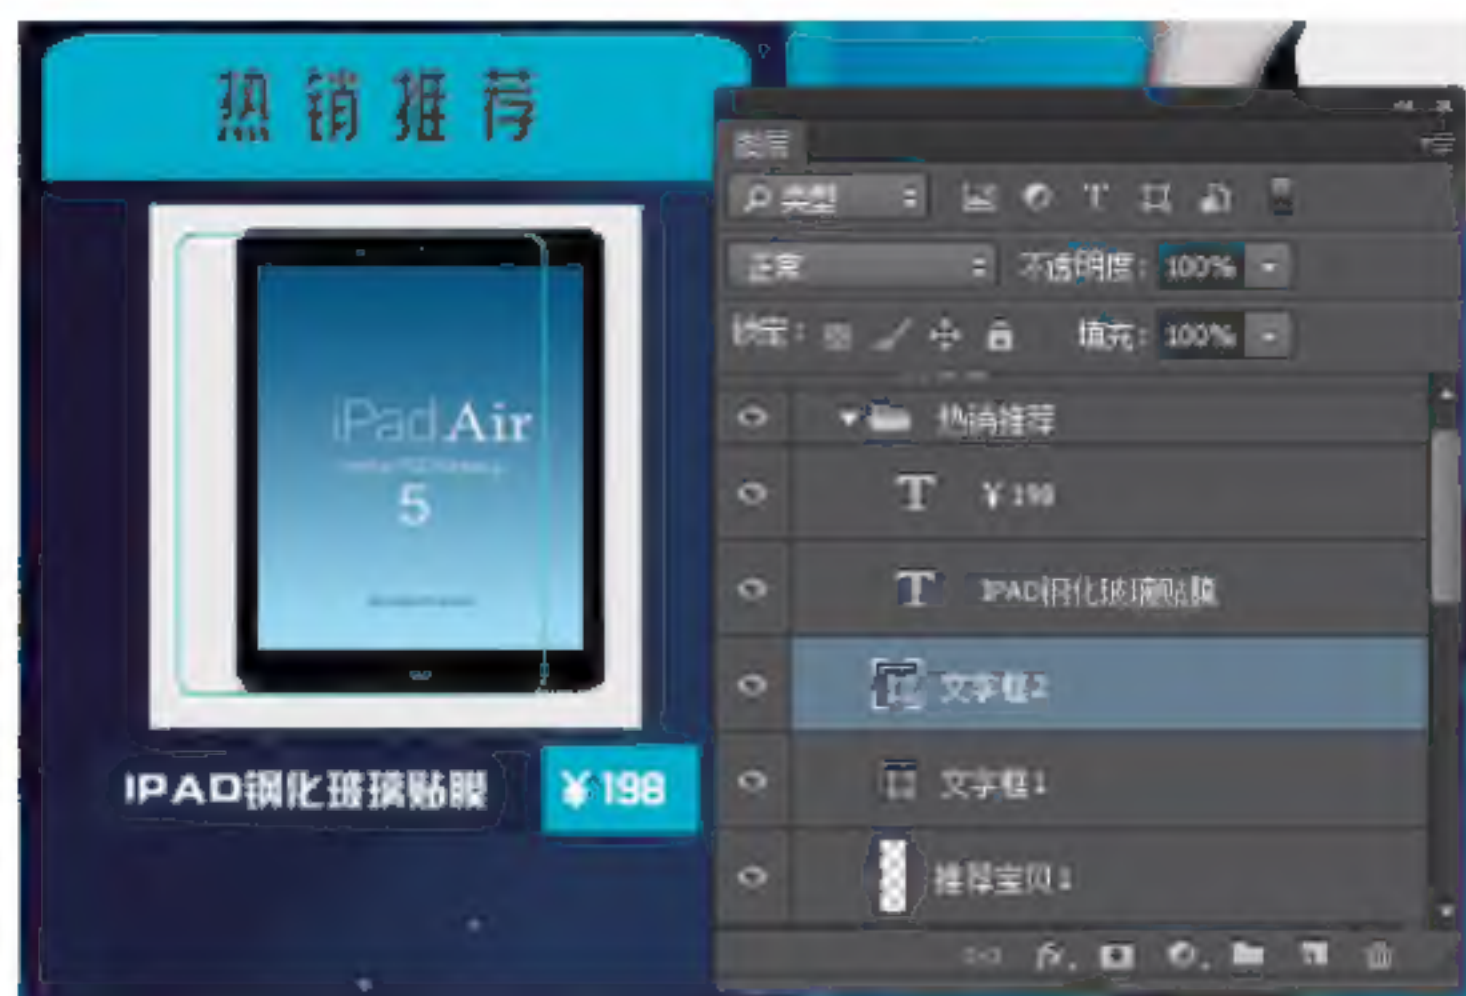 热销推荐
iPad Air
5
IPAD钢化玻璃贴膜
¥198
图层
类型
正常
不透明度：100%
锁定：
填充：100%
热销推荐
¥198
IPAD钢化玻璃贴膜
文字框2
文字框1
推荐宝贝1
fx